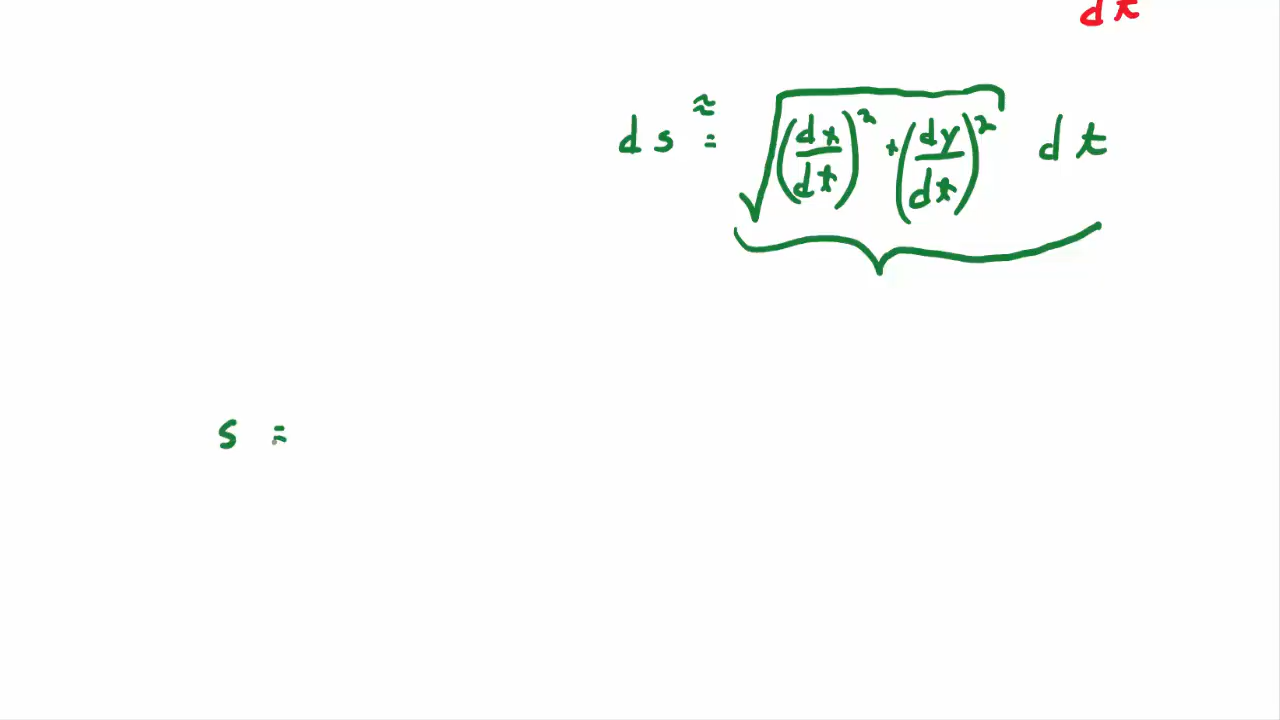 dt
ds ≈= √((dx/dt)² + (dy/dt)²) dt
s =